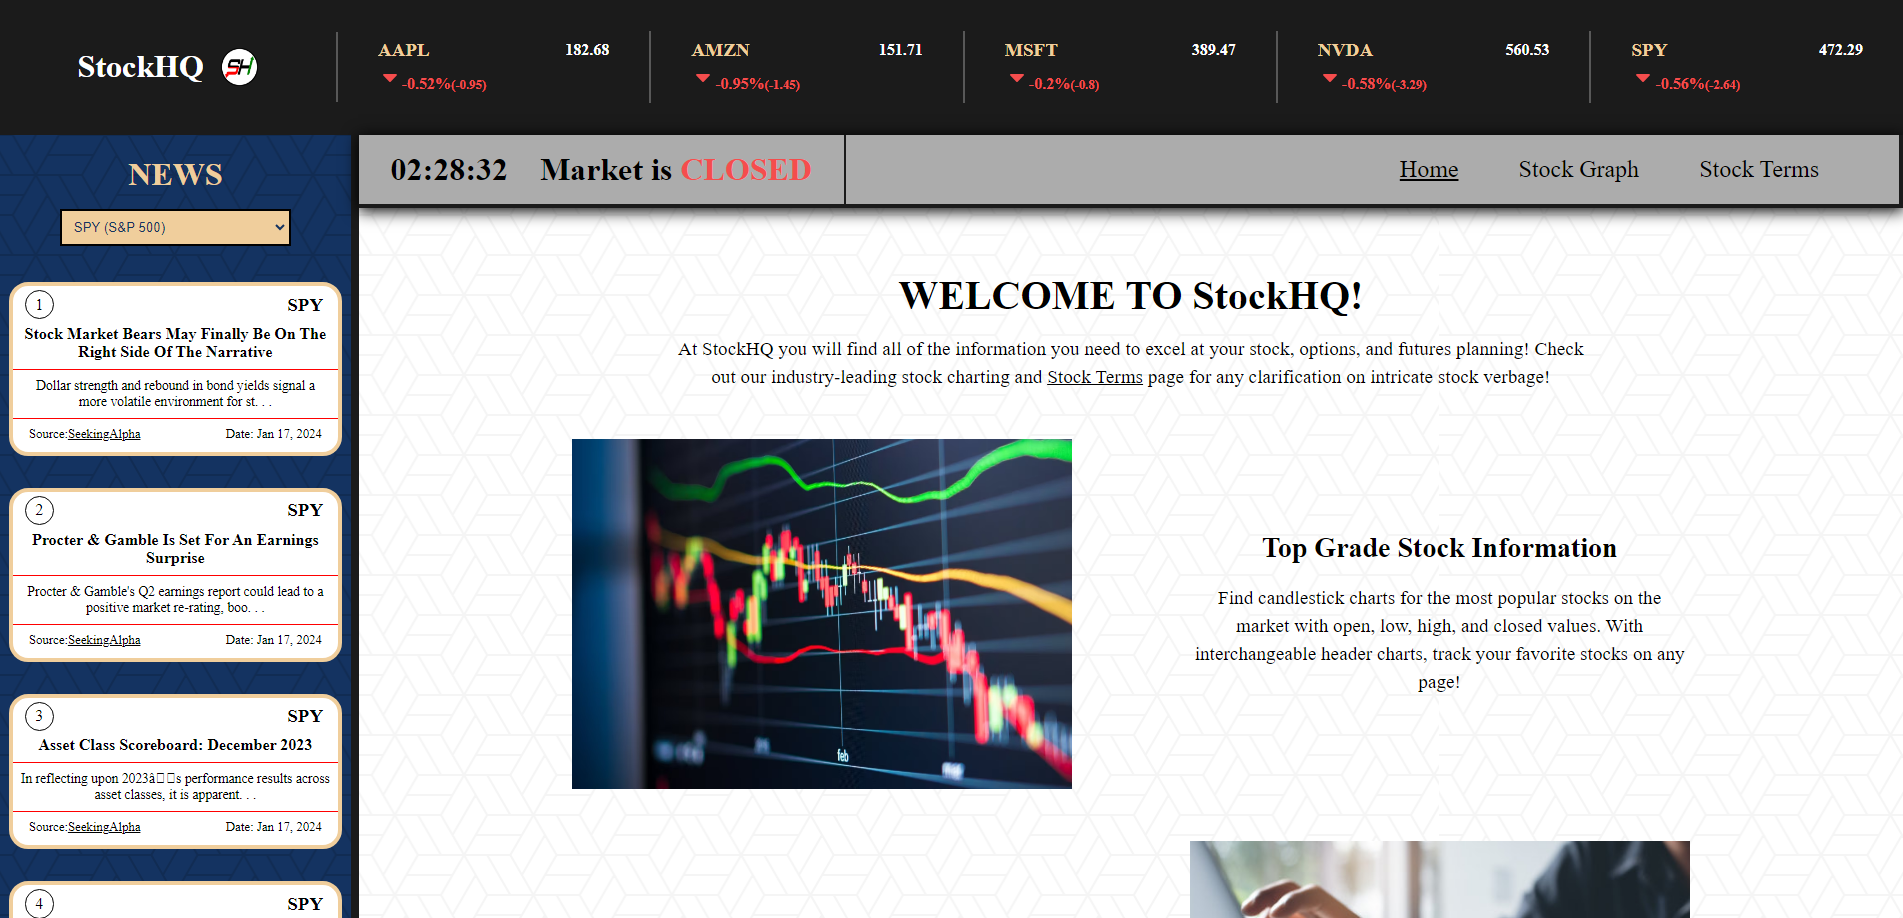 StockHQ SH
AAPL 182.68
-0.52%(-0.95)
AMZN 151.71
-0.95%(-1.45)
MSFT 389.47
-0.2%(-0.8)
NVDA 560.53
-0.58%(-3.29)
SPY 472.29
-0.56%(-2.64)
02:28:32 Market is CLOSED
Home Stock Graph Stock Terms
NEWS
SPY (S&P 500)
1 SPY
Stock Market Bears May Finally Be On The
Right Side Of The Narrative
Dollar strength and rebound in bond yields signal a
more volatile environment for st. . .
Source:SeekingAlpha Date: Jan 17, 2024
2 SPY
Procter & Gamble Is Set For An Earnings
Surprise
Procter & Gamble's Q2 earnings report could lead to a
positive market re-rating, boo. . .
Source:SeekingAlpha Date: Jan 17, 2024
3 SPY
Asset Class Scoreboard: December 2023
In reflecting upon 2023â□□s performance results across
asset classes, it is apparent. . .
Source:SeekingAlpha Date: Jan 17, 2024
4 SPY
WELCOME TO StockHQ!
At StockHQ you will find all of the information you need to excel at your stock, options, and futures planning! Check
out our industry-leading stock charting and Stock Terms page for any clarification on intricate stock verbage!
feb
Top Grade Stock Information
Find candlestick charts for the most popular stocks on the
market with open, low, high, and closed values. With
interchangeable header charts, track your favorite stocks on any
page!